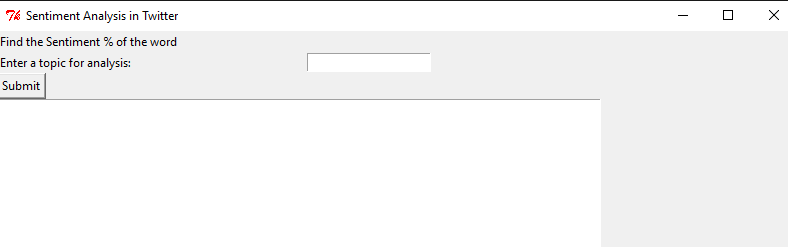 Sentiment Analysis in Twitter
Find the Sentiment % of the word
Enter a topic for analysis:
Submit